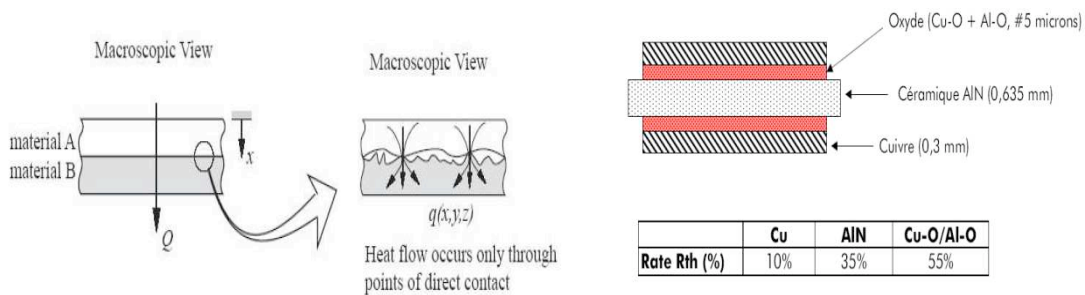 Macroscopic View
material A
material B
x
Q
Macroscopic View
q(x,y,z)
Heat flow occurs only through
points of direct contact
Oxyde (Cu-O + Al-O, #5 microns)
Céramique AlN (0,635 mm)
Cuivre (0,3 mm)
Cu AlN Cu-O/Al-O
Rate Rth (%) 10% 35% 55%